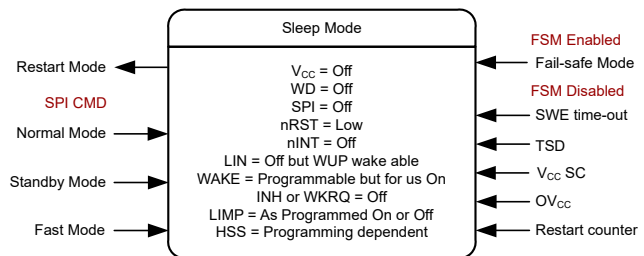 Sleep Mode
V_CC = Off
WD = Off
SPI = Off
nRST = Low
nINT = Off
LIN = Off but WUP wake able
WAKE = Programmable but for us On
INH or WKRQ = Off
LIMP = As Programmed On or Off
HSS = Programming dependent
Restart Mode
SPI CMD
Normal Mode
Standby Mode
Fast Mode
FSM Enabled
Fail-safe Mode
FSM Disabled
SWE time-out
TSD
V_CC SC
OV_CC
Restart counter